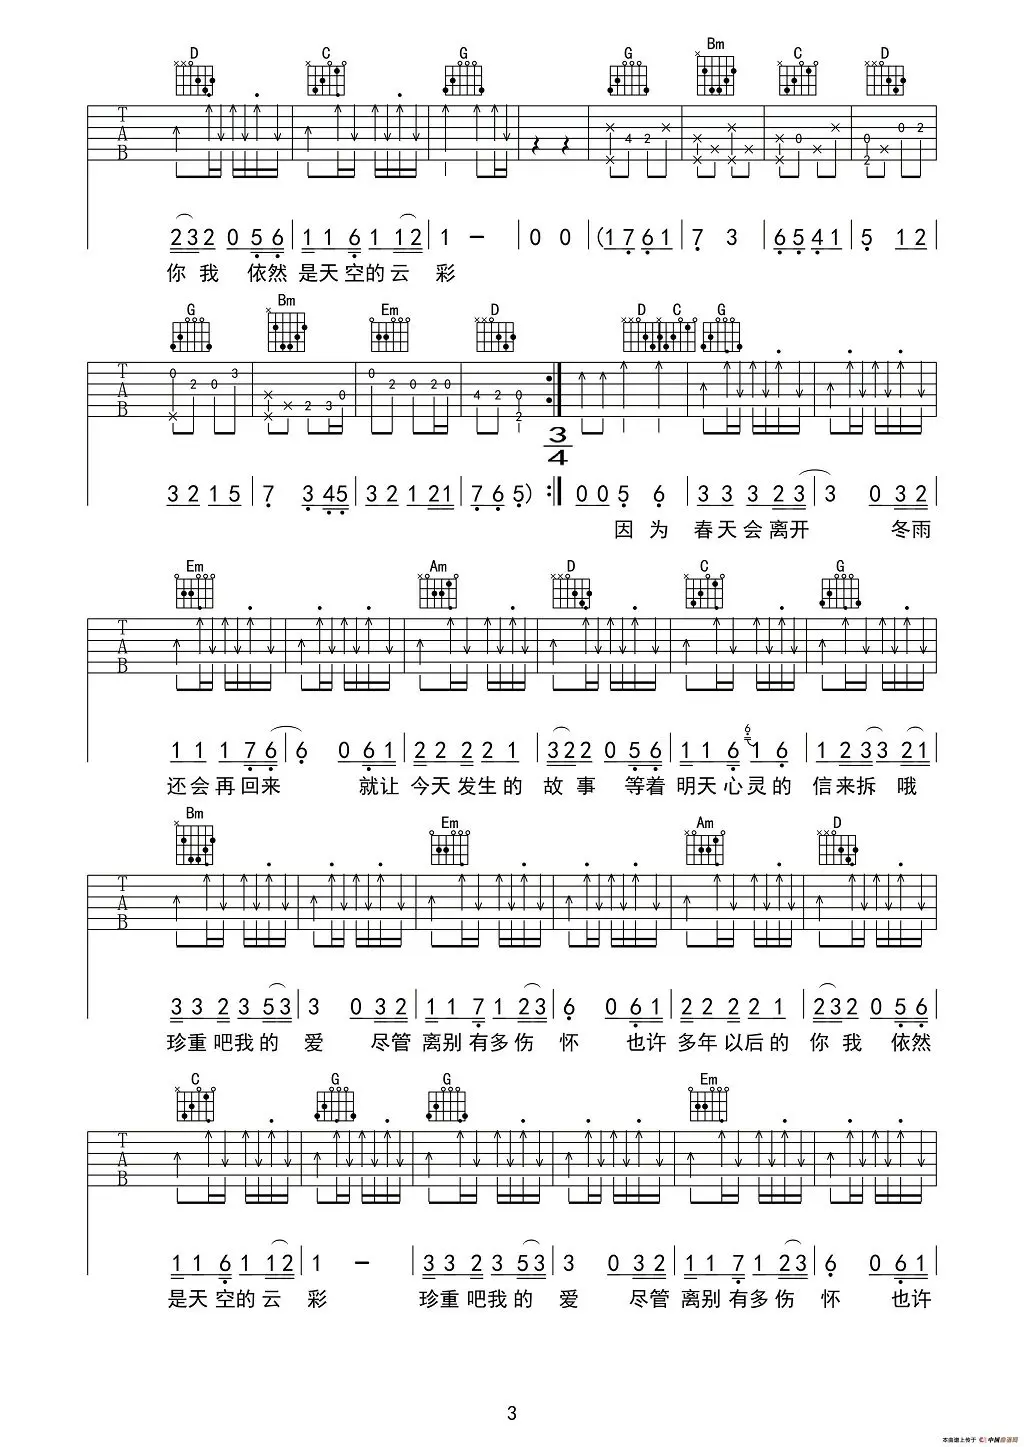 D C G G Bm C D
T A B 4 2 0 0 2 0 2
2 3 2 0 5 6 | 1 1 6 1 1 2 | 1 - | 0 0 | (1 7 6 1 | 7 3 | 6 5 4 1 | 5 1 2
你 我 依然 是天 空的 云 彩
G Bm Em D D C G
T A B 0 2 0 3 2 3 0 0 2 0 2 0 4 2 0 2
3/4
3 2 1 5 | 7 3 4 5 | 3 2 1 2 1 | 7 6 5) :| 0 0 5 6 | 3 3 3 2 3 | 3 0 3 2
因 为 春天 会 离开 冬雨
Em Am D C G
T A B
1 1 1 7 6 | 6 0 6 1 | 2 2 2 2 1 | 3 2 2 0 5 6 | 1 1 6 6 1 6 | 1 2 3 3 2 1
还 会 再 回来 就让 今天 发生 的 故 事 等着 明天 心灵 的 信来拆 哦
Bm Em Am D
T A B
3 3 2 3 5 3 | 3 0 3 2 | 1 1 7 1 2 3 | 6 0 6 1 | 2 2 2 2 1 | 2 3 2 0 5 6
珍重 吧我 的 爱 尽管 离别 有多 伤 怀 也许 多年 以后 的 你 我 依然
C G G Em
T A B
1 1 6 1 1 2 | 1 - | 3 3 2 3 5 3 | 3 0 3 2 | 1 1 7 1 2 3 | 6 0 6 1
是天 空的 云 彩 珍重 吧我 的 爱 尽管 离别 有多 伤 怀 也许
3
本曲谱上传于 中国曲谱网